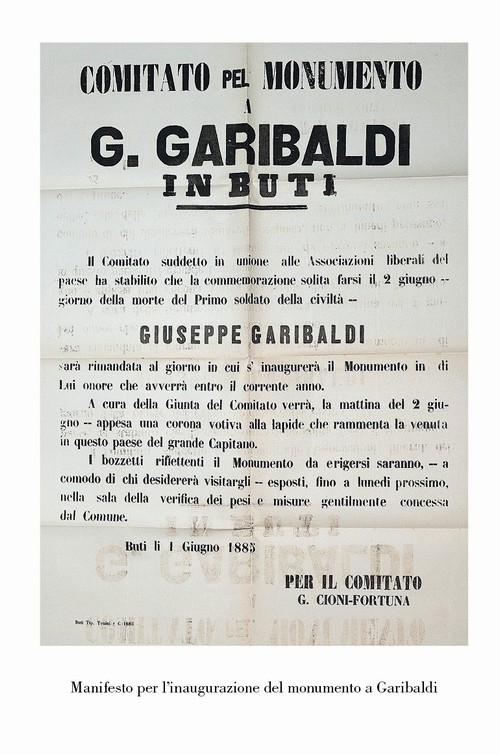 COMITATO PEL MONUMENTO
A
G. GARIBALDI
IN BUTI
Il Comitato suddetto in unione alle Associazioni liberali del
paese ha stabilito che la commemorazione solita farsi il 2 giugno --
giorno della morte del Primo soldato della civiltà --
GIUSEPPE GARIBALDI
sarà rimandata al giorno in cui s' inaugurerà il Monumento in di
Lui onore che avverrà entro il corrente anno.
A cura della Giunta del Comitato verrà, la mattina del 2 giu-
gno -- appesa una corona votiva alla lapide che rammenta la venuta
in questo paese del grande Capitano.
I bozzetti riflettenti il Monumento da erigersi saranno, -- a
comodo di chi desidererà visitargli -- esposti, fino a lunedì prossimo,
nella sala della verifica dei pesi e misure gentilmente concessa
dal Comune.
Buti li 1 Giugno 1885
PER IL COMITATO
G. CIONI-FORTUNA
Buti Tip. C. 1885
Manifesto per l'inaugurazione del monumento a Garibaldi